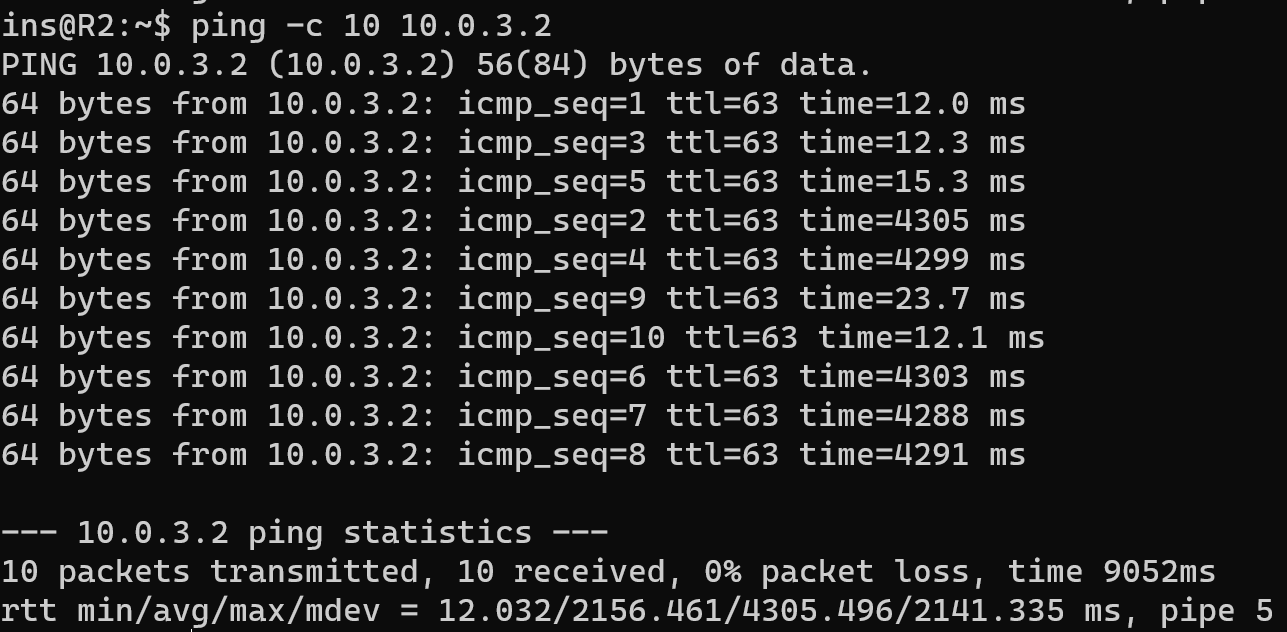 ins@R2:~$ ping -c 10 10.0.3.2
PING 10.0.3.2 (10.0.3.2) 56(84) bytes of data.
64 bytes from 10.0.3.2: icmp_seq=1 ttl=63 time=12.0 ms
64 bytes from 10.0.3.2: icmp_seq=3 ttl=63 time=12.3 ms
64 bytes from 10.0.3.2: icmp_seq=5 ttl=63 time=15.3 ms
64 bytes from 10.0.3.2: icmp_seq=2 ttl=63 time=4305 ms
64 bytes from 10.0.3.2: icmp_seq=4 ttl=63 time=4299 ms
64 bytes from 10.0.3.2: icmp_seq=9 ttl=63 time=23.7 ms
64 bytes from 10.0.3.2: icmp_seq=10 ttl=63 time=12.1 ms
64 bytes from 10.0.3.2: icmp_seq=6 ttl=63 time=4303 ms
64 bytes from 10.0.3.2: icmp_seq=7 ttl=63 time=4288 ms
64 bytes from 10.0.3.2: icmp_seq=8 ttl=63 time=4291 ms
--- 10.0.3.2 ping statistics ---
10 packets transmitted, 10 received, 0% packet loss, time 9052ms
rtt min/avg/max/mdev = 12.032/2156.461/4305.496/2141.335 ms, pipe 5